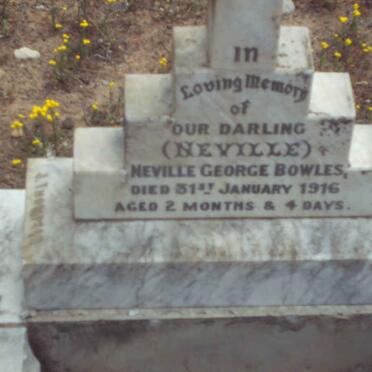 In
Loving Memory
of
OUR DARLING
(NEVILLE)
NEVILLE GEORGE BOWLES,
DIED 31ST JANUARY 1916
AGED 2 MONTHS & 4 DAYS.